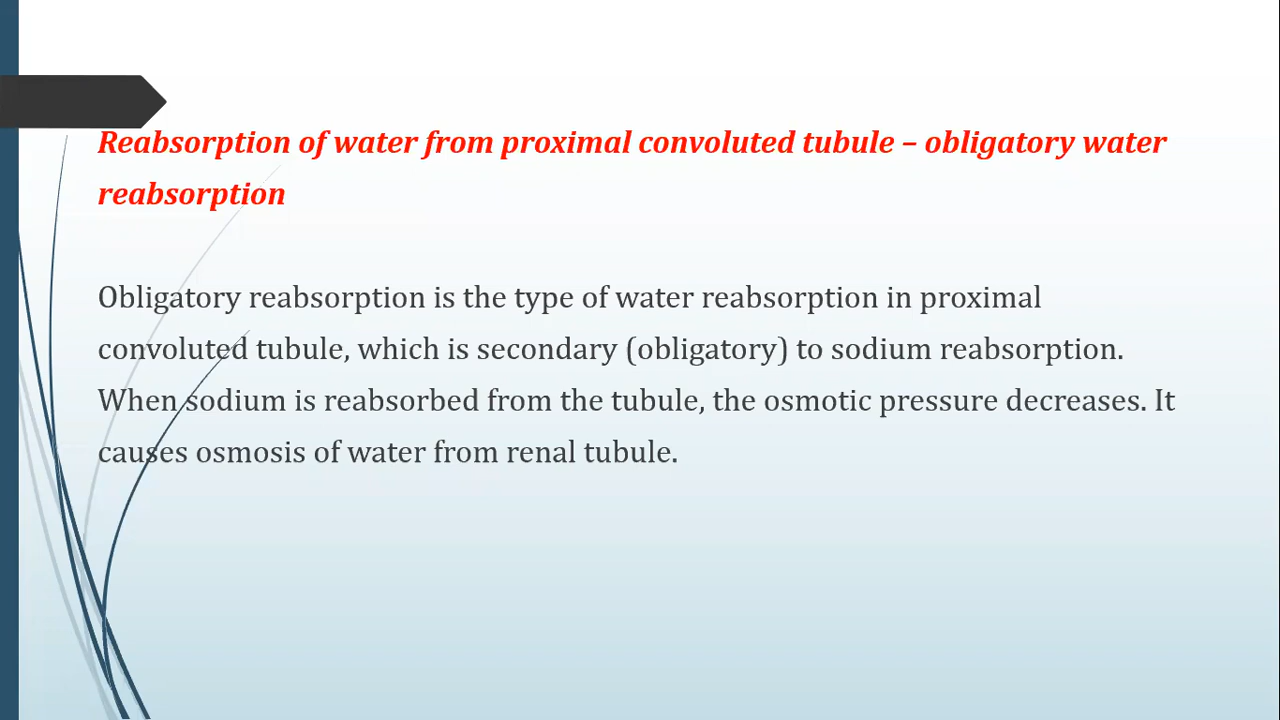 Reabsorption of water from proximal convoluted tubule – obligatory water
reabsorption
Obligatory reabsorption is the type of water reabsorption in proximal
convoluted tubule, which is secondary (obligatory) to sodium reabsorption.
When sodium is reabsorbed from the tubule, the osmotic pressure decreases. It
causes osmosis of water from renal tubule.